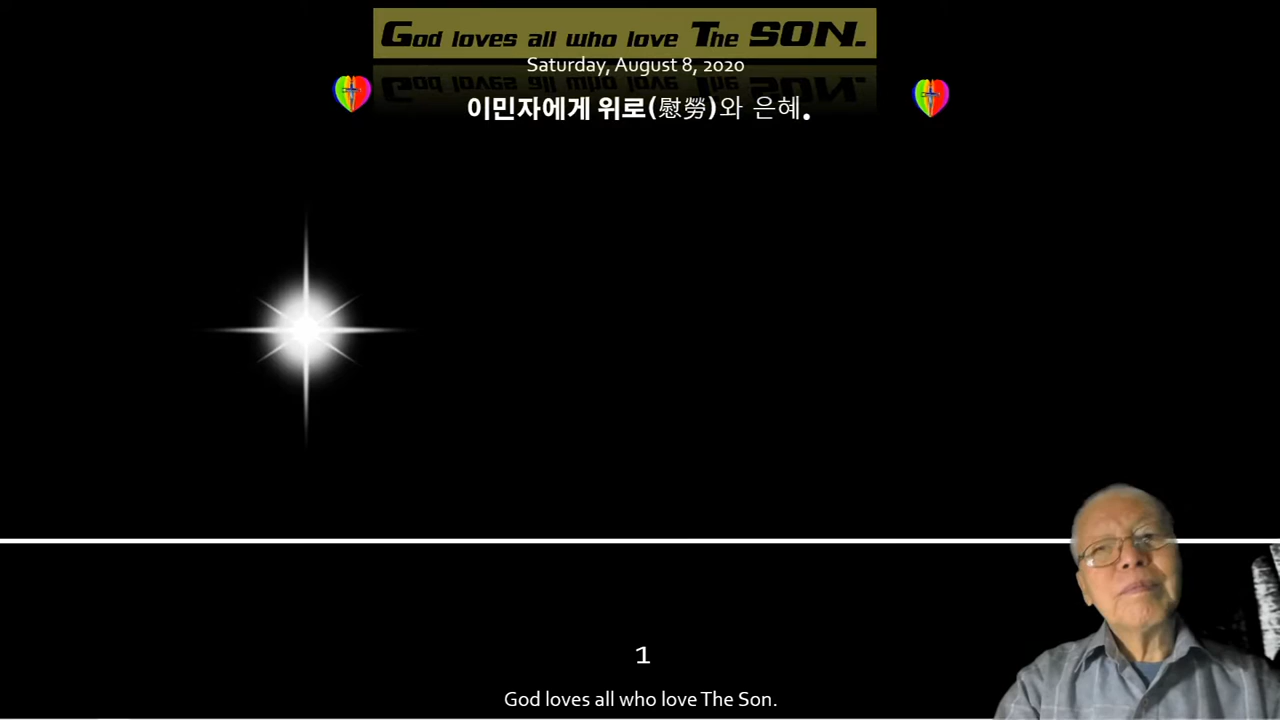 God loves all who love The SON.
Saturday, August 8, 2020
이민자에게 위로(慰勞)와 은혜.
1
God loves all who love The Son.